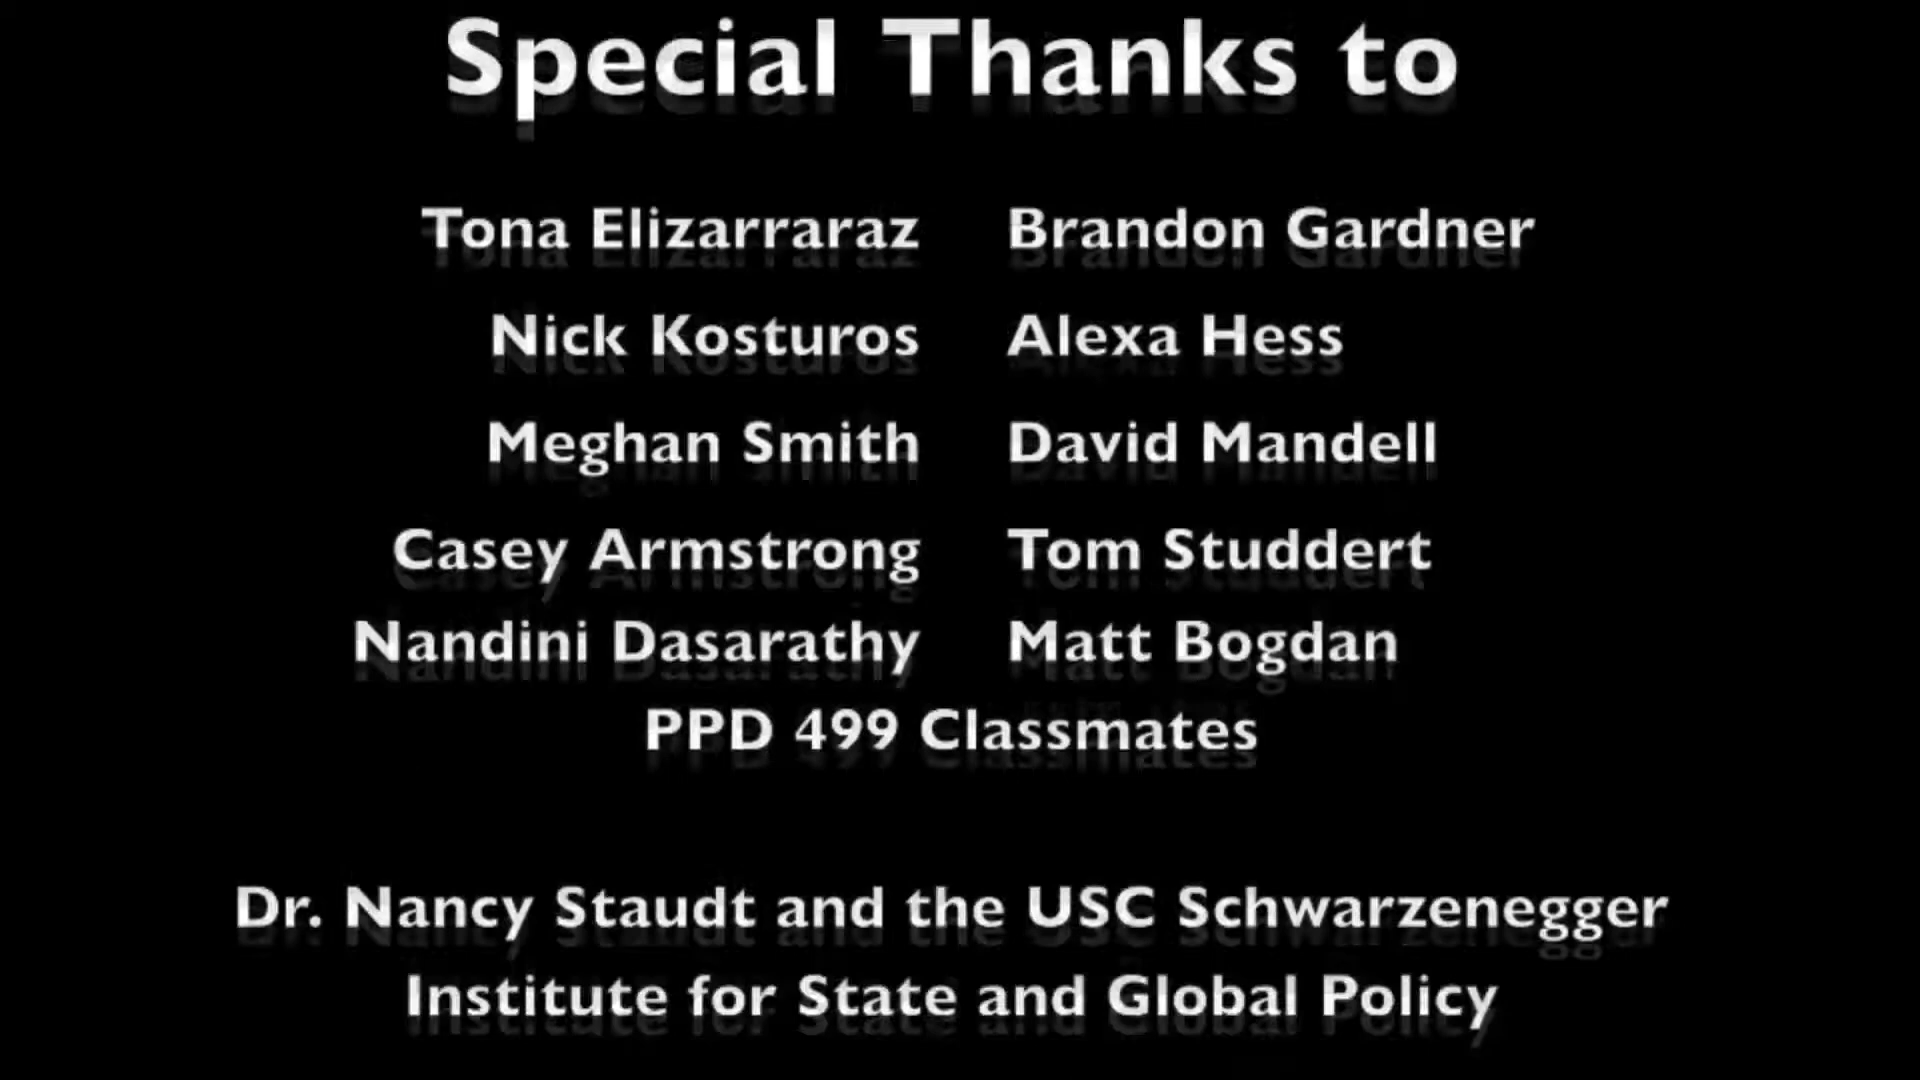 Special Thanks to
Tona Elizarraraz Brandon Gardner
Nick Kosturos Alexa Hess
Meghan Smith David Mandell
Casey Armstrong Tom Studdert
Nandini Dasarathy Matt Bogdan
PPD 499 Classmates
Dr. Nancy Staudt and the USC Schwarzenegger
Institute for State and Global Policy